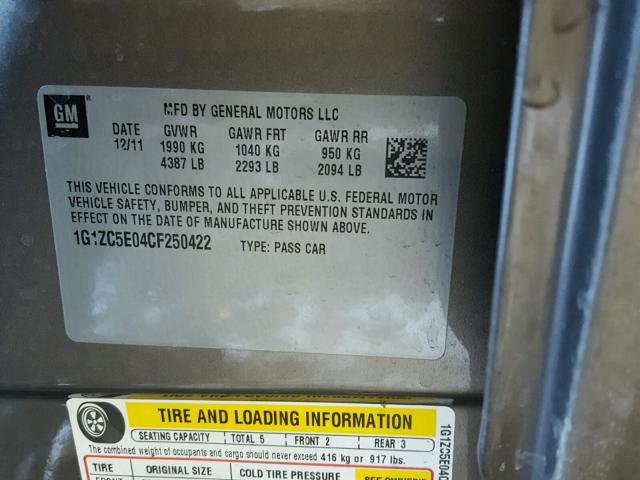 GM ®
MFD BY GENERAL MOTORS LLC
DATE GVWR GAWR FRT GAWR RR
12/11 1990 KG 1040 KG 950 KG
4387 LB 2293 LB 2094 LB
THIS VEHICLE CONFORMS TO ALL APPLICABLE U.S. FEDERAL MOTOR
VEHICLE SAFETY, BUMPER, AND THEFT PREVENTION STANDARDS IN
EFFECT ON THE DATE OF MANUFACTURE SHOWN ABOVE.
1G1ZC5E04CF250422 TYPE: PASS CAR
TIRE AND LOADING INFORMATION
SEATING CAPACITY TOTAL 5 FRONT 2 REAR 3
The combined weight of occupants and cargo should never exceed 416 kg or 917 lbs.
TIRE ORIGINAL SIZE COLD TIRE PRESSURE SEE OWNER'S
1G1ZC5E04